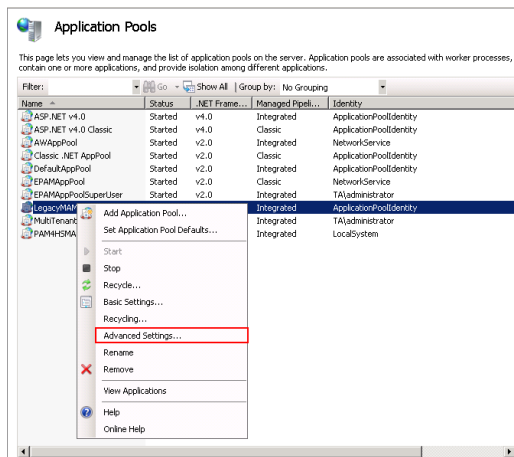 Application Pools
This page lets you view and manage the list of application pools on the server. Application pools are associated with worker processes,
contain one or more applications, and provide isolation among different applications.
Filter: Go Show All Group by: No Grouping
Name Status .NET Frame... Managed Pipeli... Identity
ASP.NET v4.0 Started v4.0 Integrated ApplicationPoolIdentity
ASP.NET v4.0 Classic Started v4.0 Classic ApplicationPoolIdentity
AWAppPool Started v2.0 Integrated NetworkService
Classic .NET AppPool Started v2.0 Classic ApplicationPoolIdentity
DefaultAppPool Started v2.0 Integrated ApplicationPoolIdentity
EPAMAppPool Started v2.0 Classic NetworkService
EPAMAppPoolSuperUser Started v2.0 Integrated TA\administrator
LegacyMAM Integrated ApplicationPoolIdentity
MultiTenant Integrated TA\administrator
PAM4HSMA Integrated LocalSystem
Add Application Pool...
Set Application Pool Defaults...
Start
Stop
Recycle...
Basic Settings...
Recycling...
Advanced Settings...
Rename
Remove
View Applications
Help
Online Help